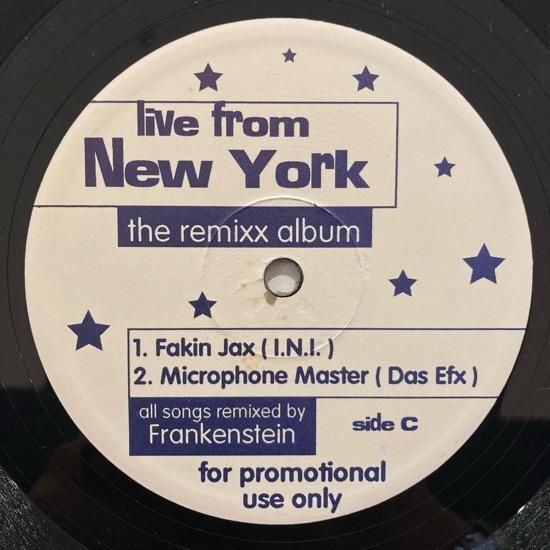 live from
New York
the remixx album
1. Fakin Jax ( I.N.I. )
2. Microphone Master ( Das Efx )
all songs remixed by
Frankenstein
side C
for promotional
use only